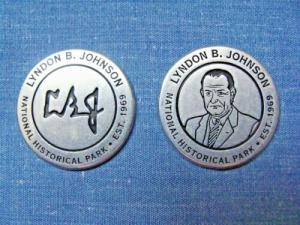 LYNDON B. JOHNSON
NATIONAL HISTORICAL PARK • EST. 1969
LBJ
LYNDON B. JOHNSON
NATIONAL HISTORICAL PARK • EST. 1969